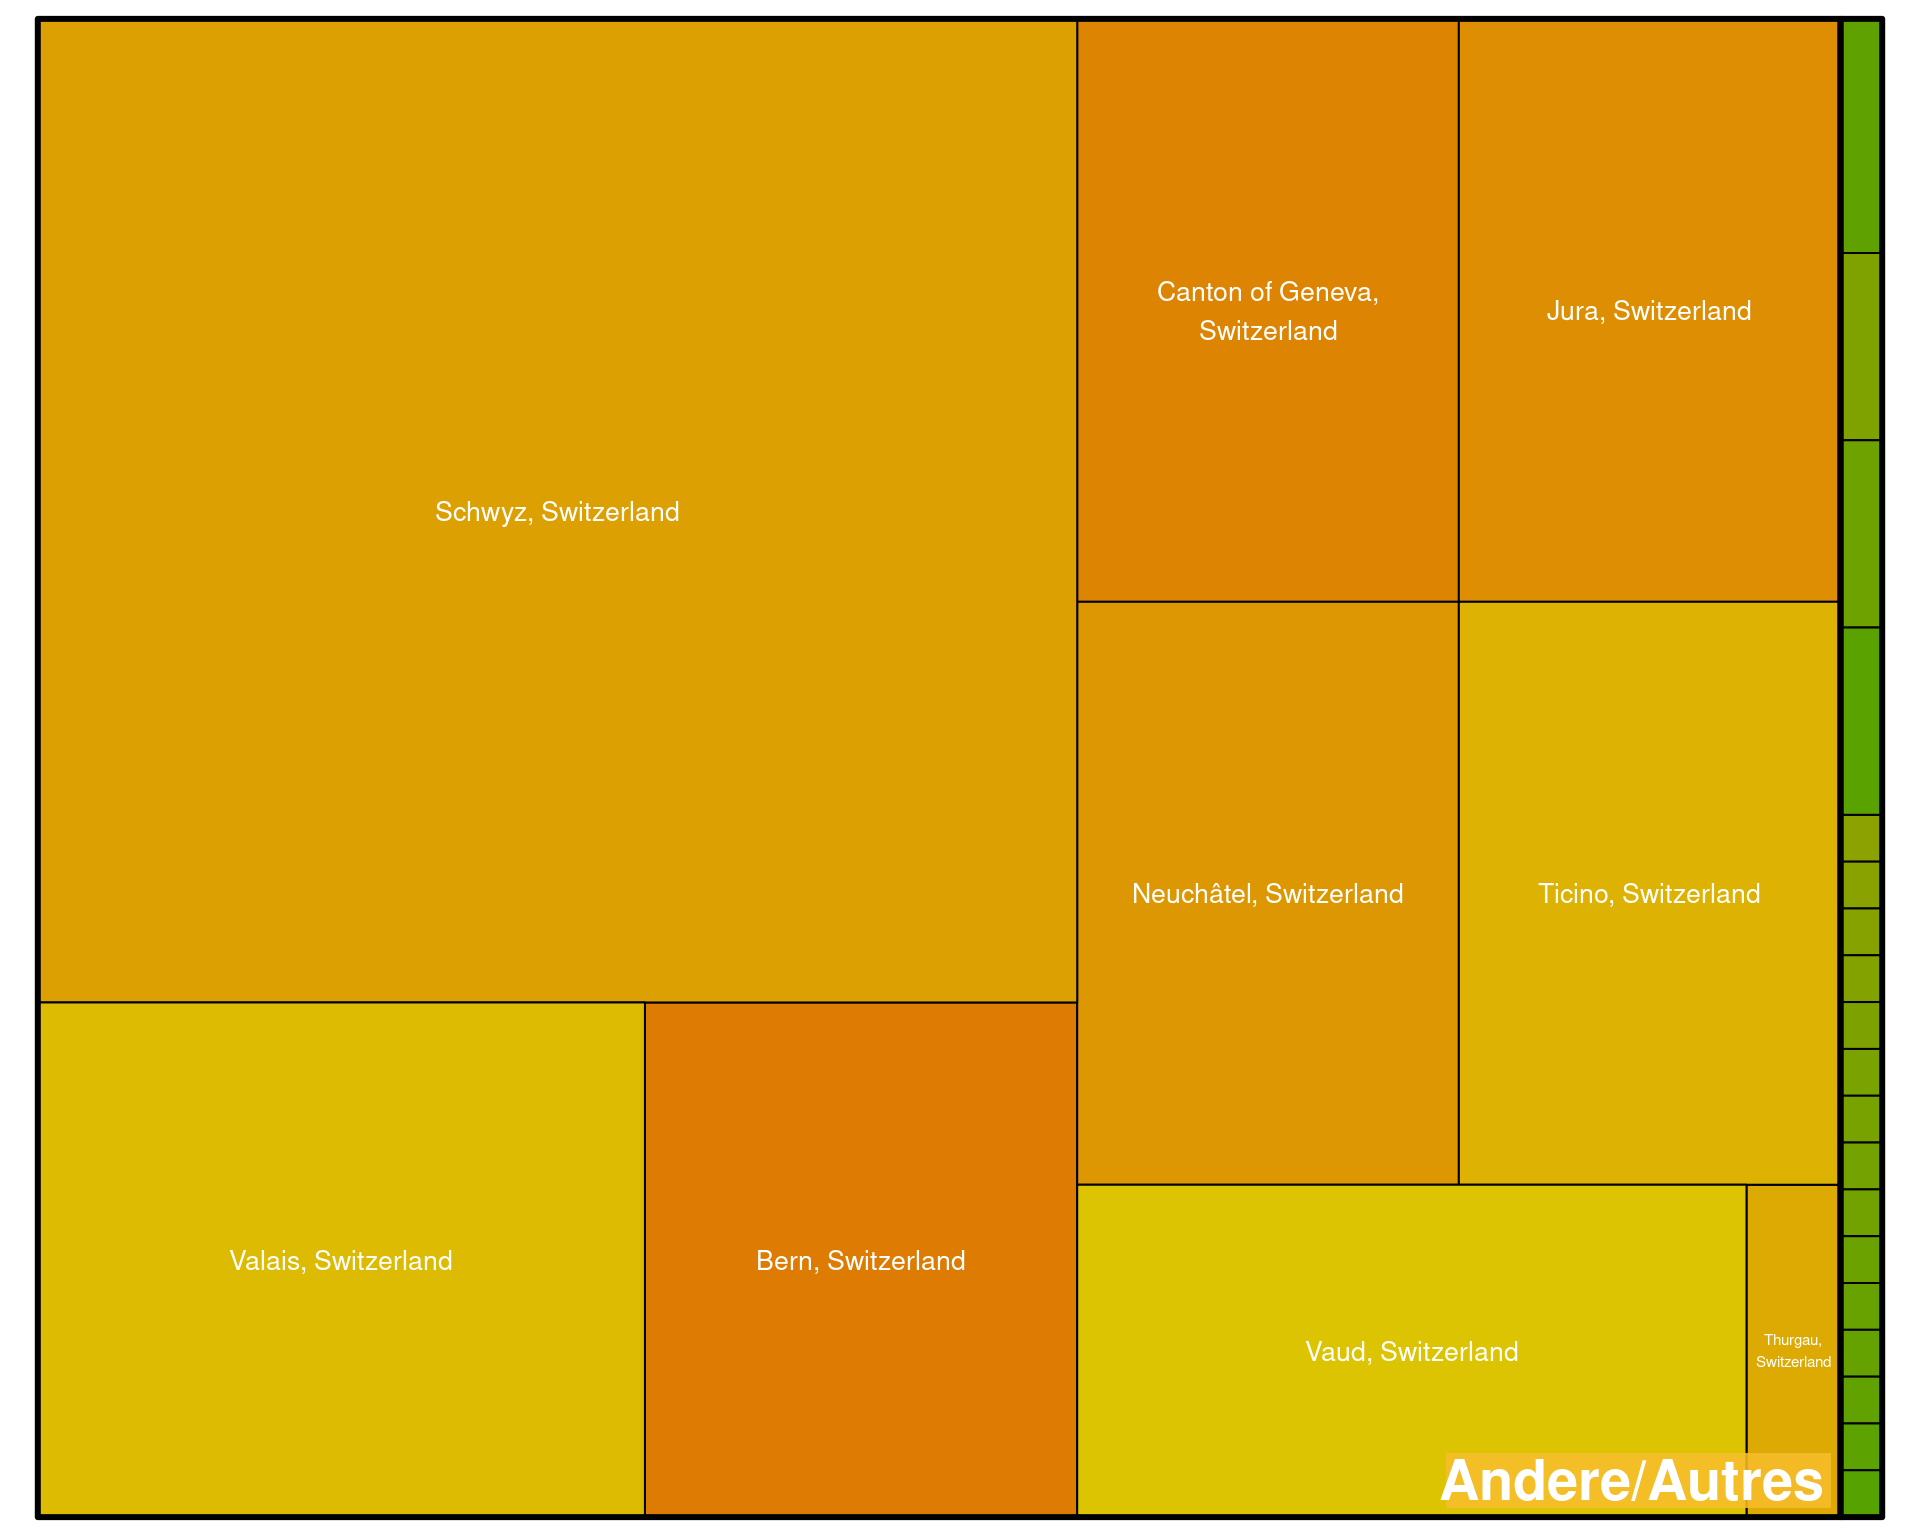 Canton of Geneva,
Switzerland
Jura, Switzerland
Schwyz, Switzerland
Neuchâtel, Switzerland
Ticino, Switzerland
Valais, Switzerland
Bern, Switzerland
Vaud, Switzerland
Thurgau,
Switzerland
Andere/Autres